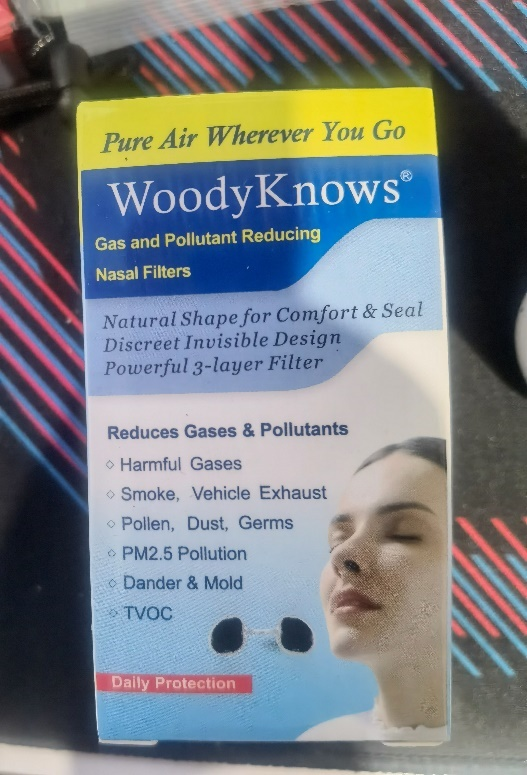 Pure Air Wherever You Go
WoodyKnows®
Gas and Pollutant Reducing
Nasal Filters
Natural Shape for Comfort & Seal
Discreet Invisible Design
Powerful 3-layer Filter
Reduces Gases & Pollutants
◇ Harmful Gases
◇ Smoke, Vehicle Exhaust
◇ Pollen, Dust, Germs
◇ PM2.5 Pollution
◇ Dander & Mold
◇ TVOC
Daily Protection